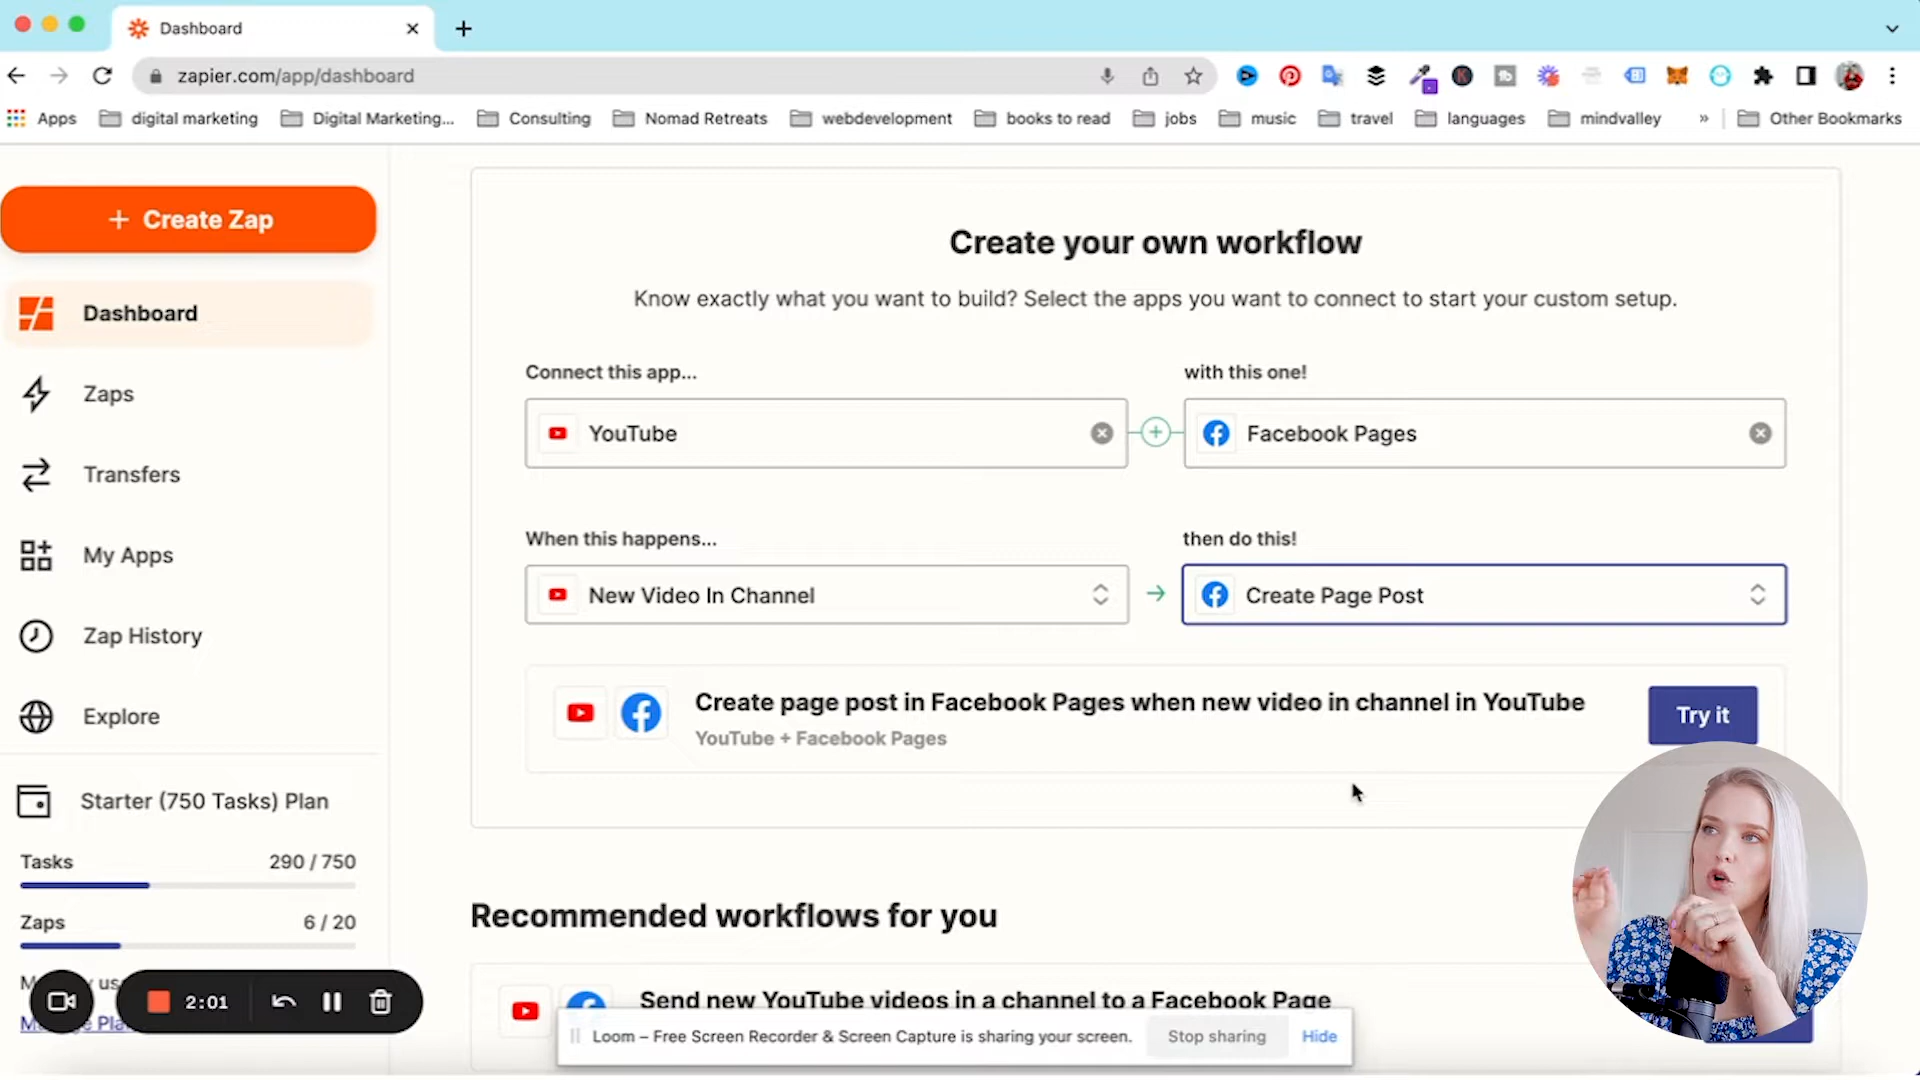 Dashboard
zapier.com/app/dashboard
Apps digital marketing Digital Marketing... Consulting Nomad Retreats webdevelopment books to read jobs music travel languages mindvalley » Other Bookmarks
+ Create Zap
Dashboard
Zaps
Transfers
My Apps
Zap History
Explore
Starter (750 Tasks) Plan
Tasks 290 / 750
Zaps 6 / 20
2:01
Create your own workflow
Know exactly what you want to build? Select the apps you want to connect to start your custom setup.
Connect this app... with this one!
YouTube Facebook Pages
When this happens... then do this!
New Video In Channel → Create Page Post
Create page post in Facebook Pages when new video in channel in YouTube
YouTube + Facebook Pages
Try it
Recommended workflows for you
Send new YouTube videos in a channel to a Facebook Page
Loom – Free Screen Recorder & Screen Capture is sharing your screen. Stop sharing Hide